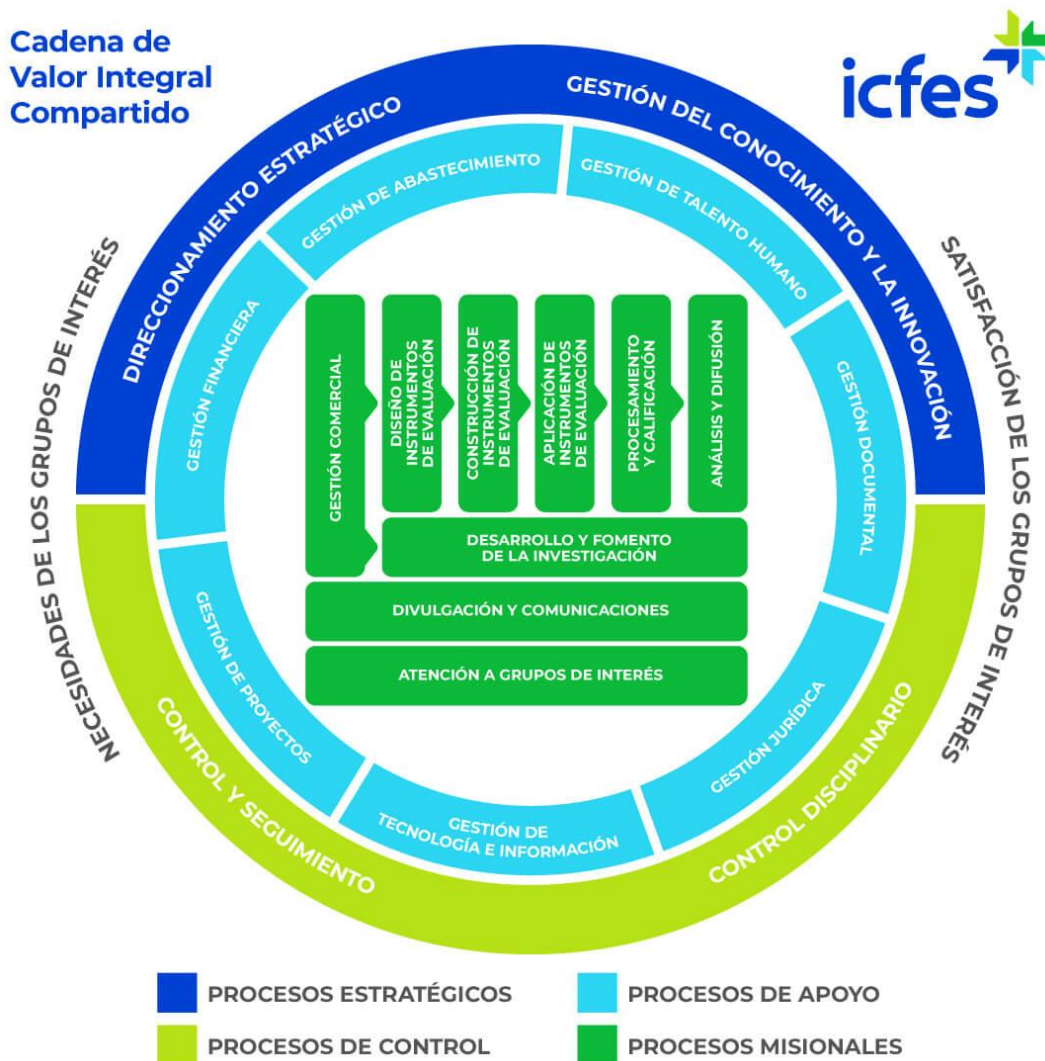 Cadena de
Valor Integral
Compartido
icfes
NECESIDADES DE LOS GRUPOS DE INTERÉS
SATISFACCIÓN DE LOS GRUPOS DE INTERÉS
DIRECCIONAMIENTO ESTRATÉGICO
GESTIÓN DEL CONOCIMIENTO Y LA INNOVACIÓN
GESTIÓN DE ABASTECIMIENTO
GESTIÓN DE TALENTO HUMANO
GESTIÓN FINANCIERA
GESTIÓN DOCUMENTAL
GESTIÓN COMERCIAL
DISEÑO DE
INSTRUMENTOS
DE EVALUACIÓN
CONSTRUCCIÓN DE
INSTRUMENTOS
DE EVALUACIÓN
APLICACIÓN DE
INSTRUMENTOS
DE EVALUACIÓN
PROCESAMIENTO
Y CALIFICACIÓN
ANÁLISIS Y DIFUSIÓN
DESARROLLO Y FOMENTO
DE LA INVESTIGACIÓN
DIVULGACIÓN Y COMUNICACIONES
ATENCIÓN A GRUPOS DE INTERÉS
GESTIÓN DE PROYECTOS
GESTIÓN JURÍDICA
GESTIÓN DE
TECNOLOGÍA E INFORMACIÓN
CONTROL Y SEGUIMIENTO
CONTROL DISCIPLINARIO
PROCESOS ESTRATÉGICOS
PROCESOS DE APOYO
PROCESOS DE CONTROL
PROCESOS MISIONALES